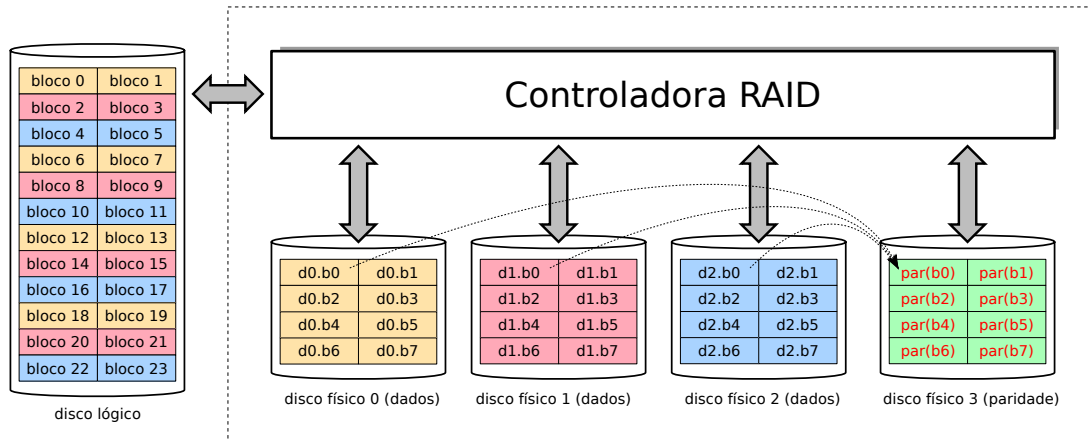 Controladora RAID
bloco 0 bloco 1
bloco 2 bloco 3
bloco 4 bloco 5
bloco 6 bloco 7
bloco 8 bloco 9
bloco 10 bloco 11
bloco 12 bloco 13
bloco 14 bloco 15
bloco 16 bloco 17
bloco 18 bloco 19
bloco 20 bloco 21
bloco 22 bloco 23
disco lógico
d0.b0 d0.b1
d0.b2 d0.b3
d0.b4 d0.b5
d0.b6 d0.b7
disco físico 0 (dados)
d1.b0 d1.b1
d1.b2 d1.b3
d1.b4 d1.b5
d1.b6 d1.b7
disco físico 1 (dados)
d2.b0 d2.b1
d2.b2 d2.b3
d2.b4 d2.b5
d2.b6 d2.b7
disco físico 2 (dados)
par(b0) par(b1)
par(b2) par(b3)
par(b4) par(b5)
par(b6) par(b7)
disco físico 3 (paridade)